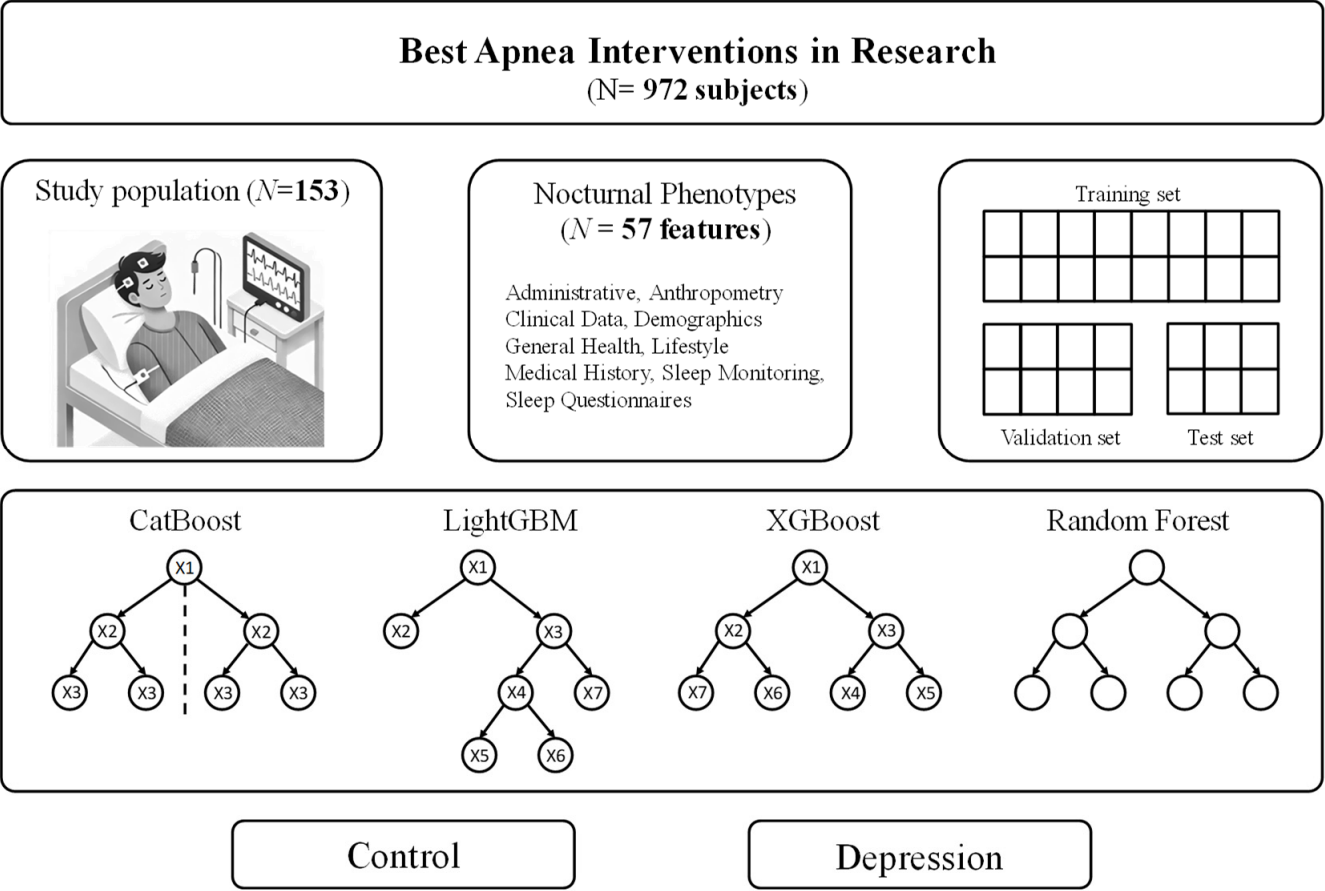 Best Apnea Interventions in Research
(N= 972 subjects)
Study population (N=153)
Nocturnal Phenotypes
(N = 57 features)
Administrative, Anthropometry
Clinical Data, Demographics
General Health, Lifestyle
Medical History, Sleep Monitoring,
Sleep Questionnaires
Training set
Validation set
Test set
CatBoost
X1
X2 X2
X3 X3 X3 X3
LightGBM
X1
X2 X3
X4 X7
X5 X6
XGBoost
X1
X2 X3
X7 X6 X4 X5
Random Forest
Control
Depression